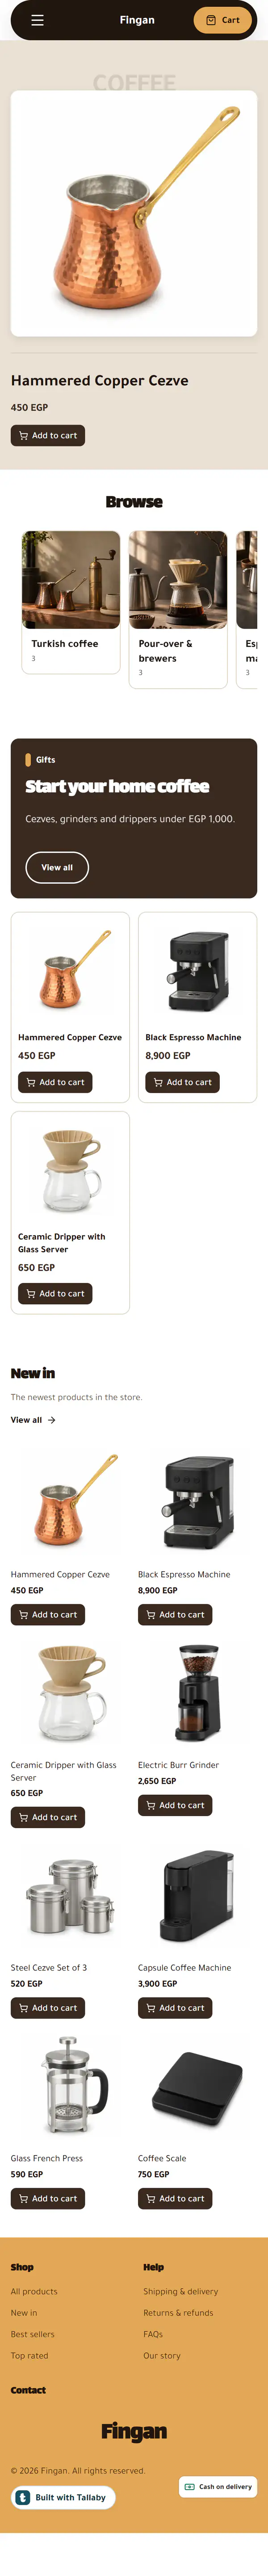 Fingan
Cart
COFFEE
Hammered Copper Cezve
450 EGP
Add to cart
Browse
Turkish coffee
3
Pour-over &
brewers
3
Esp
ma
3
Gifts
Start your home coffee
Cezves, grinders and drippers under EGP 1,000.
View all
Hammered Copper Cezve
450 EGP
Add to cart
Black Espresso Machine
8,900 EGP
Add to cart
Ceramic Dripper with
Glass Server
650 EGP
Add to cart
New in
The newest products in the store.
View all
Hammered Copper Cezve
450 EGP
Add to cart
Black Espresso Machine
8,900 EGP
Add to cart
Ceramic Dripper with Glass
Server
650 EGP
Add to cart
Electric Burr Grinder
2,650 EGP
Add to cart
Steel Cezve Set of 3
520 EGP
Add to cart
Capsule Coffee Machine
3,900 EGP
Add to cart
Glass French Press
590 EGP
Add to cart
Coffee Scale
750 EGP
Add to cart
Shop
All products
New in
Best sellers
Top rated
Help
Shipping & delivery
Returns & refunds
FAQs
Our story
Contact
Fingan
© 2026 Fingan. All rights reserved.
Cash on delivery
t Built with Tallaby